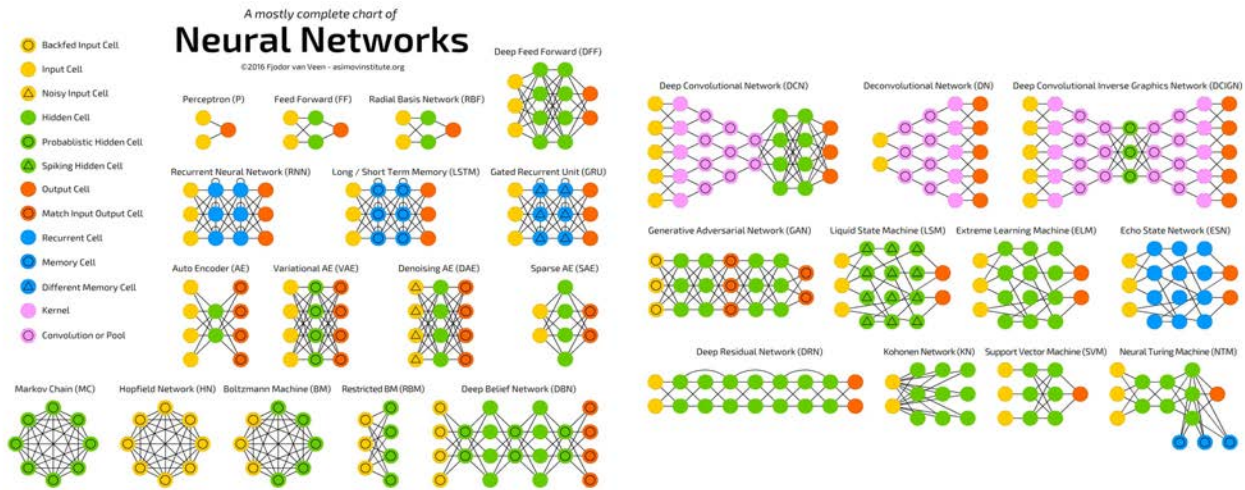 A mostly complete chart of
Neural Networks
©2016 Fjodor van Veen - asimovinstitute.org
Backfed Input Cell
Input Cell
Noisy Input Cell
Hidden Cell
Probablistic Hidden Cell
Spiking Hidden Cell
Output Cell
Match Input Output Cell
Recurrent Cell
Memory Cell
Different Memory Cell
Kernel
Convolution or Pool
Deep Feed Forward (DFF)
Perceptron (P)
Feed Forward (FF)
Radial Basis Network (RBF)
Recurrent Neural Network (RNN)
Long / Short Term Memory (LSTM)
Gated Recurrent Unit (GRU)
Auto Encoder (AE)
Variational AE (VAE)
Denoising AE (DAE)
Sparse AE (SAE)
Markov Chain (MC)
Hopfield Network (HN)
Boltzmann Machine (BM)
Restricted BM (RBM)
Deep Belief Network (DBN)
Deep Convolutional Network (DCN)
Deconvolutional Network (DN)
Deep Convolutional Inverse Graphics Network (DCIGN)
Generative Adversarial Network (GAN)
Liquid State Machine (LSM)
Extreme Learning Machine (ELM)
Echo State Network (ESN)
Deep Residual Network (DRN)
Kohonen Network (KN)
Support Vector Machine (SVM)
Neural Turing Machine (NTM)